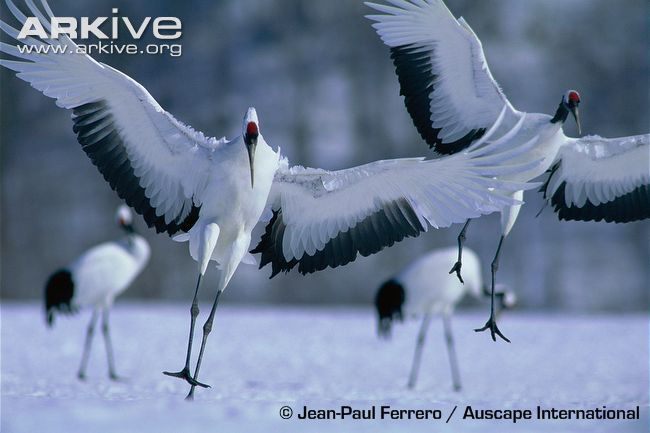 ARKIVE
www.arkive.org
© Jean-Paul Ferrero / Auscape International